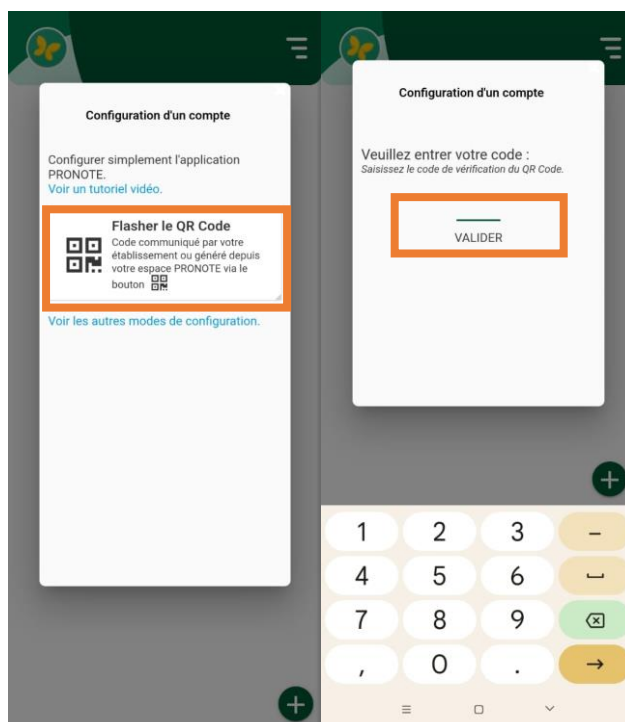 Configuration d'un compte
Configurer simplement l'application
PRONOTE.
Voir un tutoriel vidéo.
Flasher le QR Code
Code communiqué par votre
établissement ou généré depuis
votre espace PRONOTE via le
bouton
Voir les autres modes de configuration.
Configuration d'un compte
Veuillez entrer votre code :
Saisissez le code de vérification du QR Code.
VALIDER
1 2 3 –
4 5 6
7 8 9
, 0 .